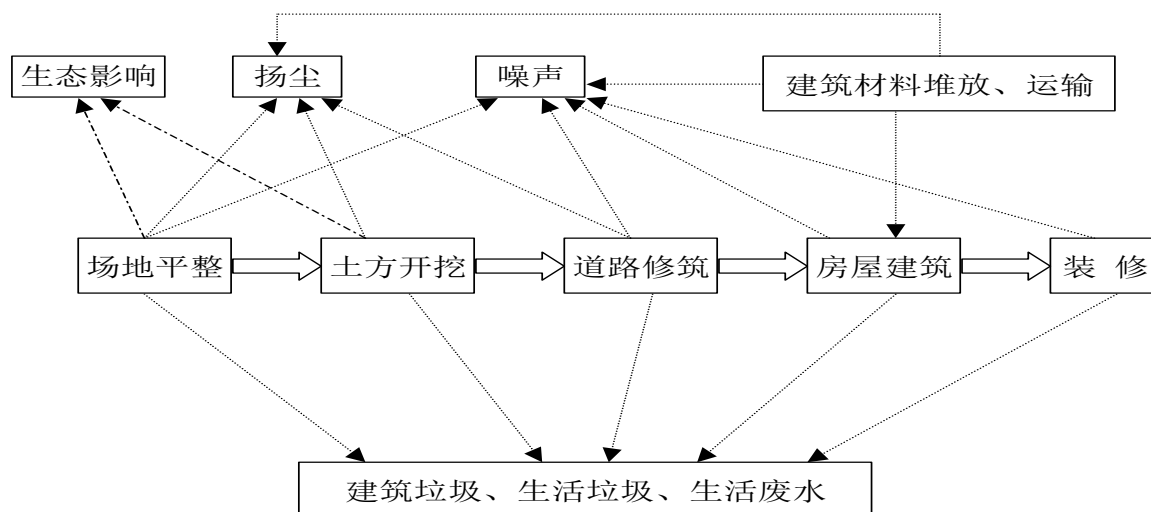 生态影响
扬尘
噪声
建筑材料堆放、运输
场地平整
土方开挖
道路修筑
房屋建筑
装 修
建筑垃圾、生活垃圾、生活废水